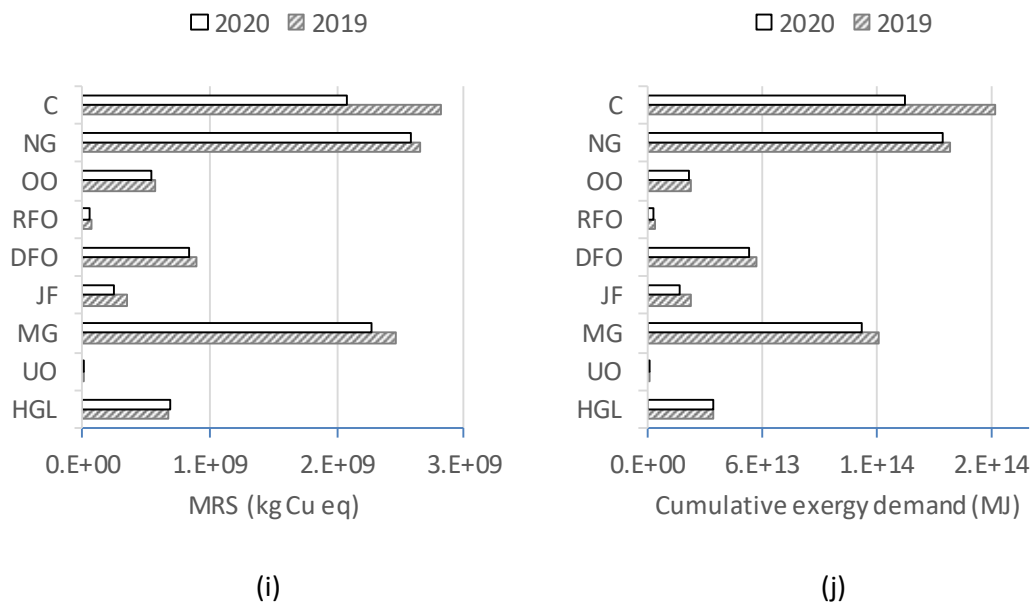 2020 2019
C
NG
OO
RFO
DFO
JF
MG
UO
HGL
0.E+00 1.E+09 2.E+09 3.E+09
MRS (kg Cu eq)
(i)
2020 2019
C
NG
OO
RFO
DFO
JF
MG
UO
HGL
0.E+00 6.E+13 1.E+14 2.E+14
Cumulative exergy demand (MJ)
(j)